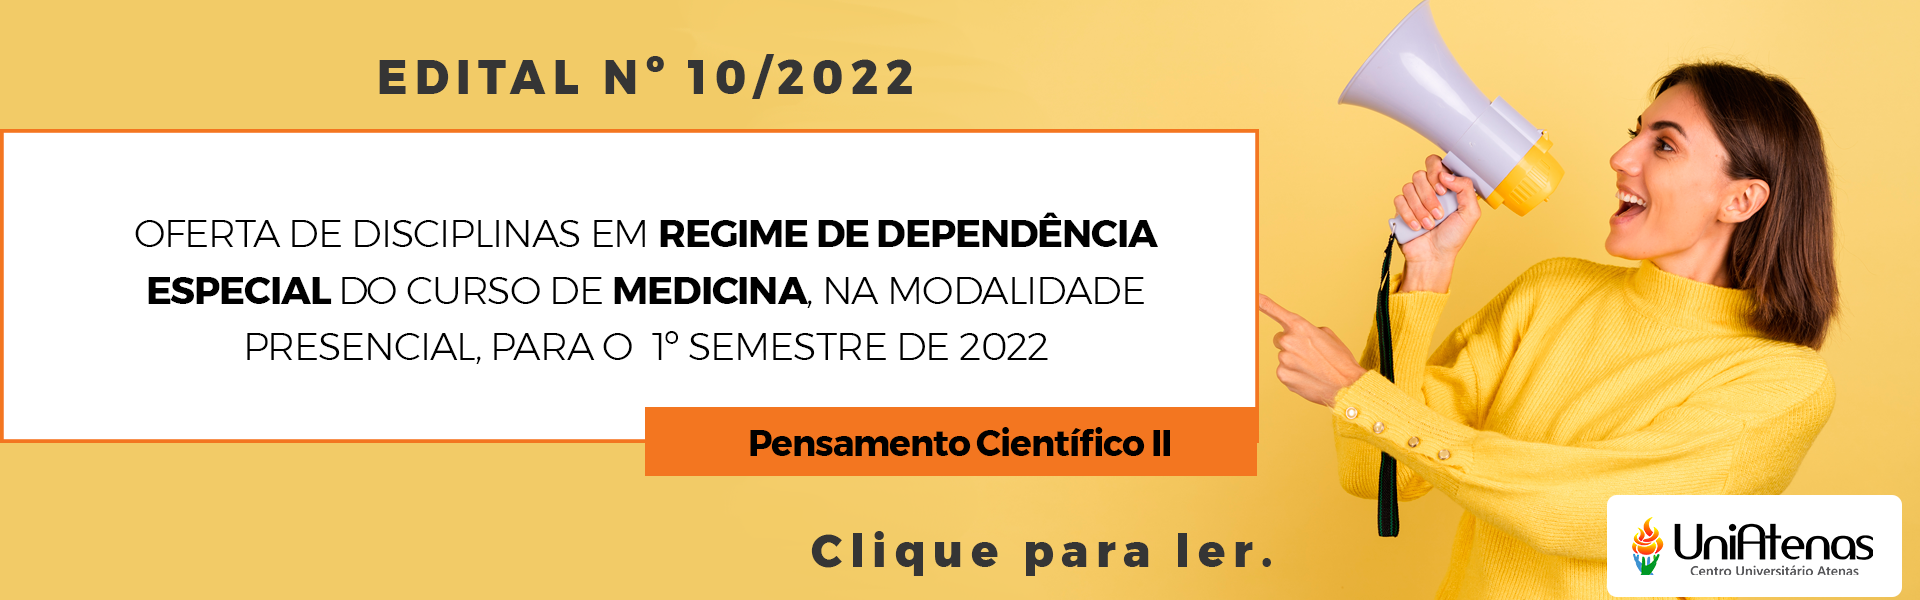 EDITAL Nº 10/2022
OFERTA DE DISCIPLINAS EM REGIME DE DEPENDÊNCIA
ESPECIAL DO CURSO DE MEDICINA, NA MODALIDADE
PRESENCIAL, PARA O 1º SEMESTRE DE 2022
Pensamento Científico II
Clique para ler.
UniAtenas
Centro Universitário Atenas